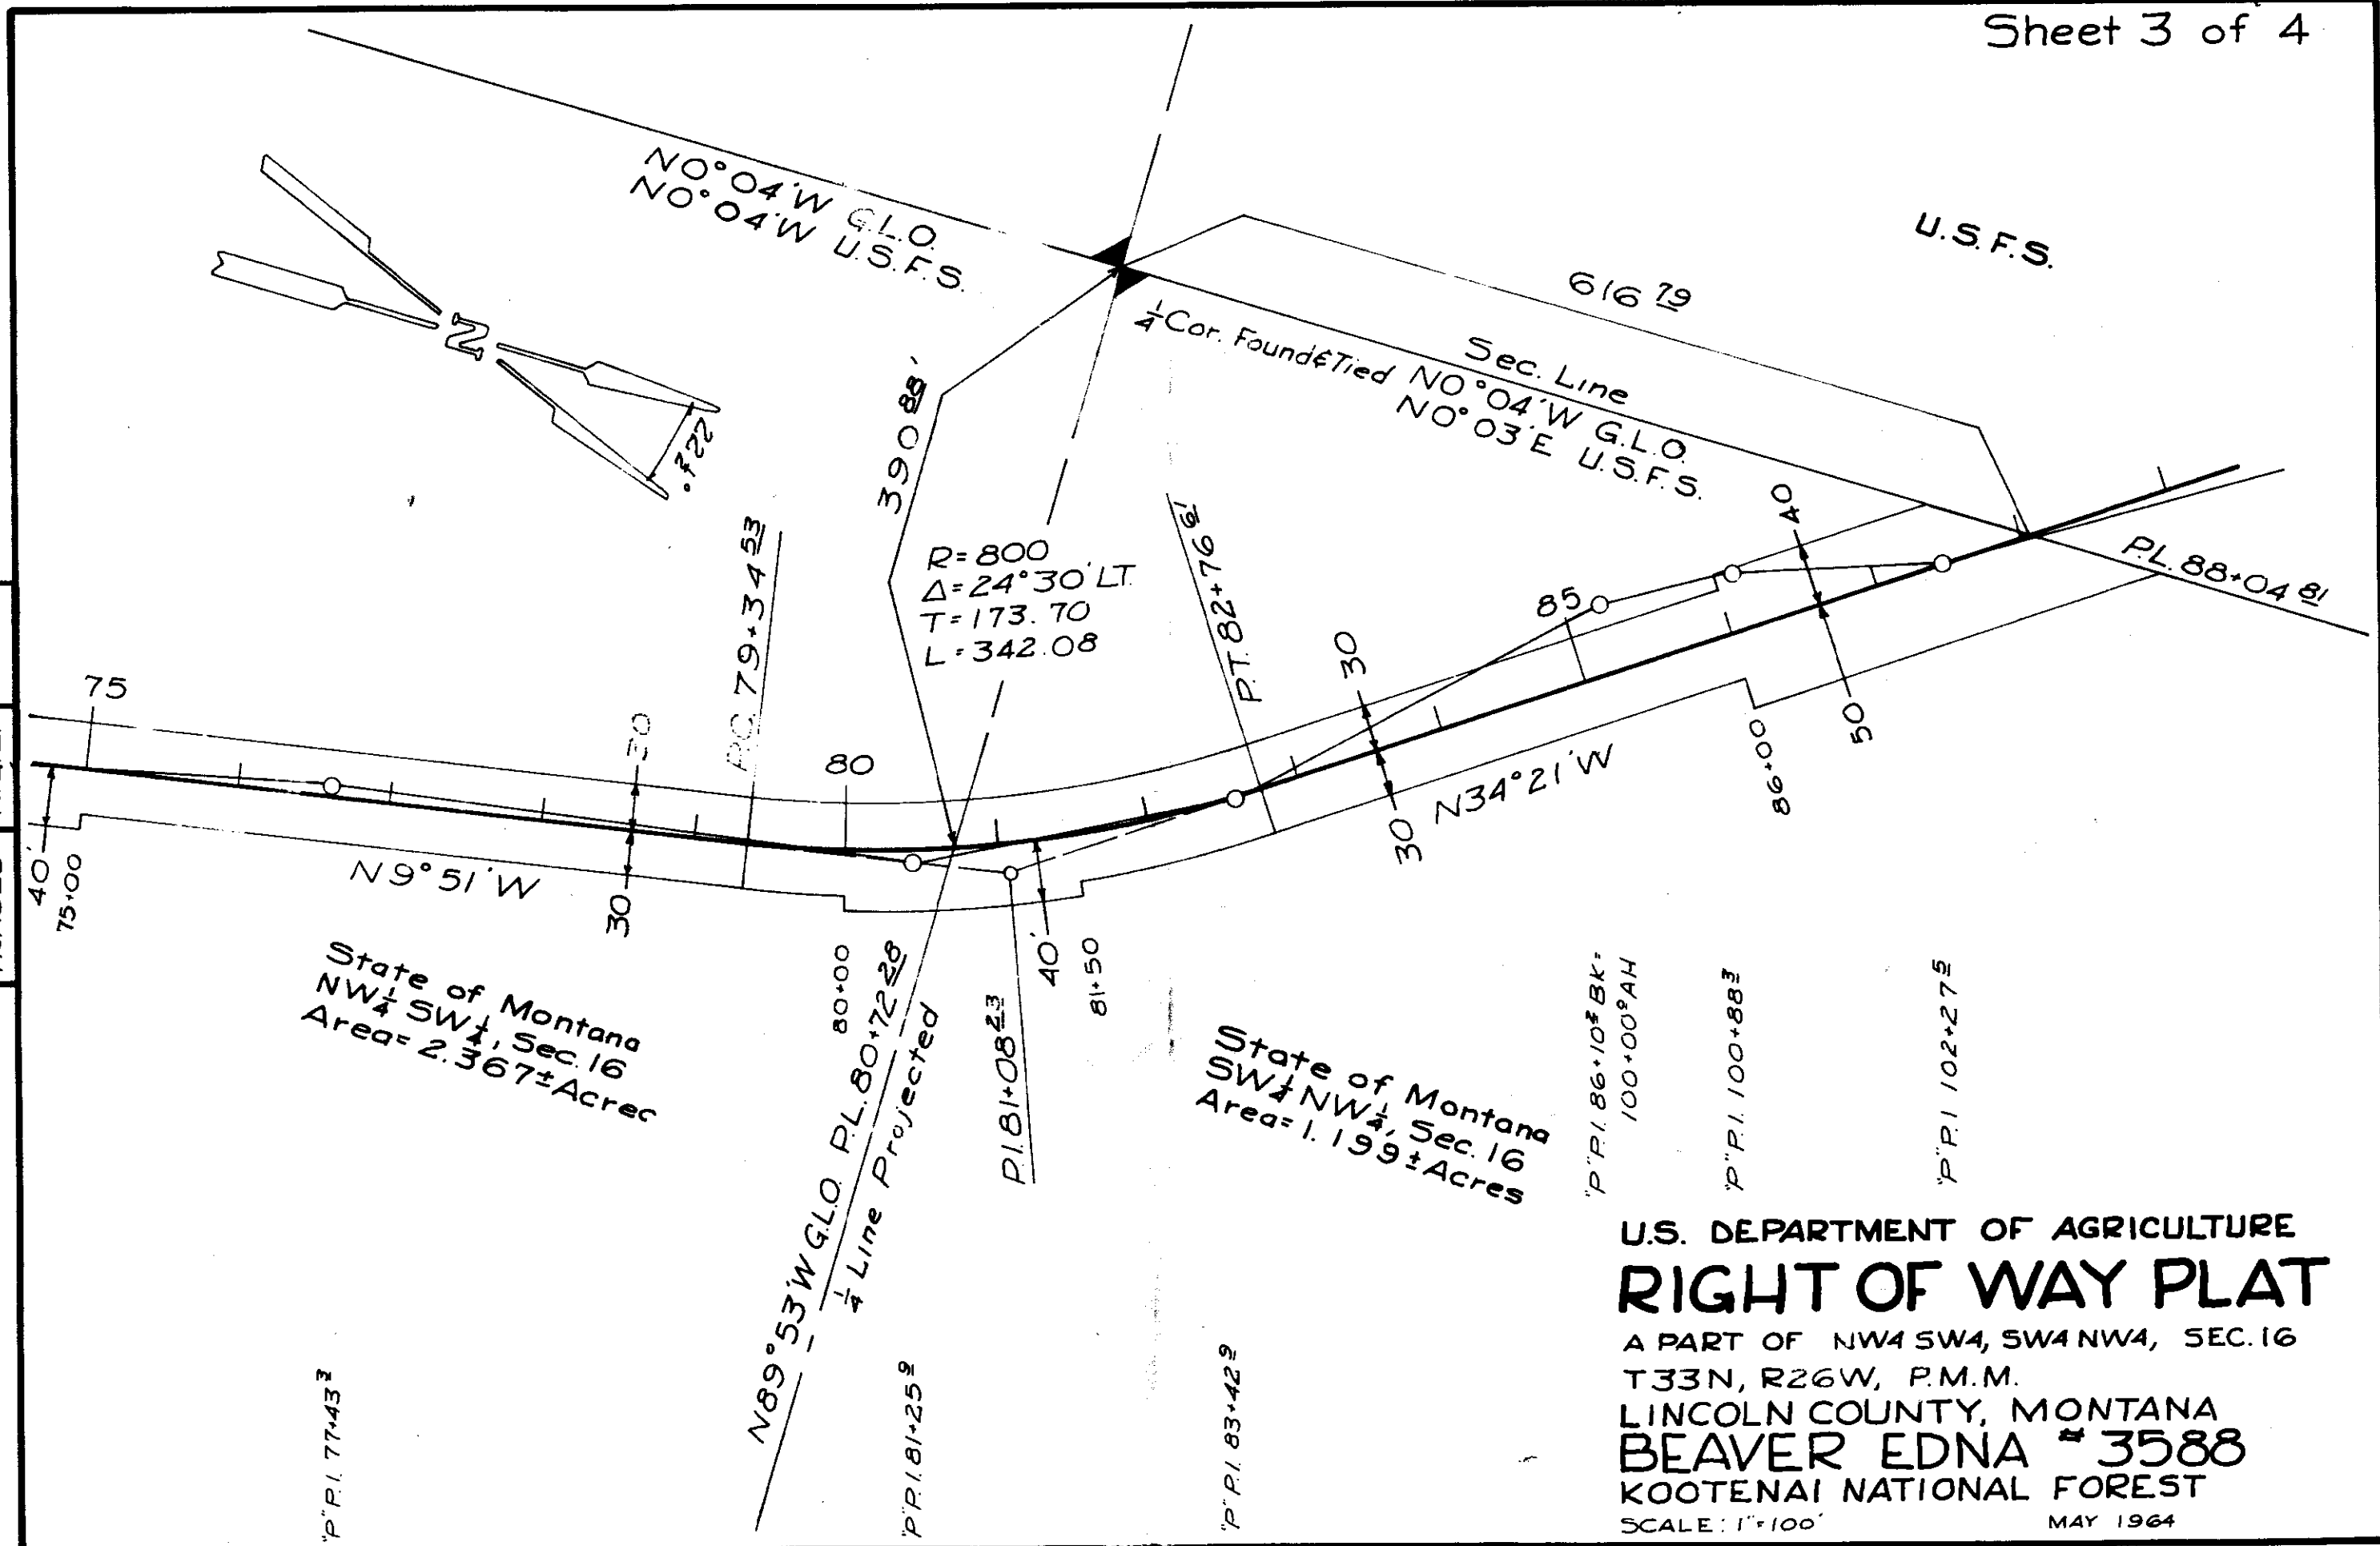 Sheet 3 of 4
N0°04'W G.L.O.
N0°04'W U.S.F.S.
U.S.F.S.
616 79
1/4 Cor. Found & Tied
Sec. Line
N0°04'W G.L.O.
N0°03'E U.S.F.S.
N
22½°
390 88'
R=800
Δ=24°30' LT.
T=173.70
L=342.08
P.C. 79+34 53
P.T. 82+76 61
40
P.L. 88+04 81
85
30
75
30
80
50
86+00
N34°21'W
30
40'
75+00
N9°51'W
30
40'
81+50
80+00
State of Montana
NW¼ SW¼, Sec. 16
Area= 2.367± Acrec
N89°53'W G.L.O. P.L. 80+72 28
¼ Line Projected
P.I. 81+08 23
State of Montana
SW¼ NW¼, Sec. 16
Area= 1.199± Acres
"P" P.I. 86+10 Bk=
100+00 0 AH
"P" P.I. 100+88 3
"P" P.I 102+27 5
"P" P.I. 77+43 3
"P" P.I. 81+25 9
"P" P.I. 83+42 9
U.S. DEPARTMENT OF AGRICULTURE
RIGHT OF WAY PLAT
A PART OF NW4 SW4, SW4 NW4, SEC. 16
T33N, R26W, P.M.M.
LINCOLN COUNTY, MONTANA
BEAVER EDNA #3588
KOOTENAI NATIONAL FOREST
SCALE: 1"=100'
MAY 1964